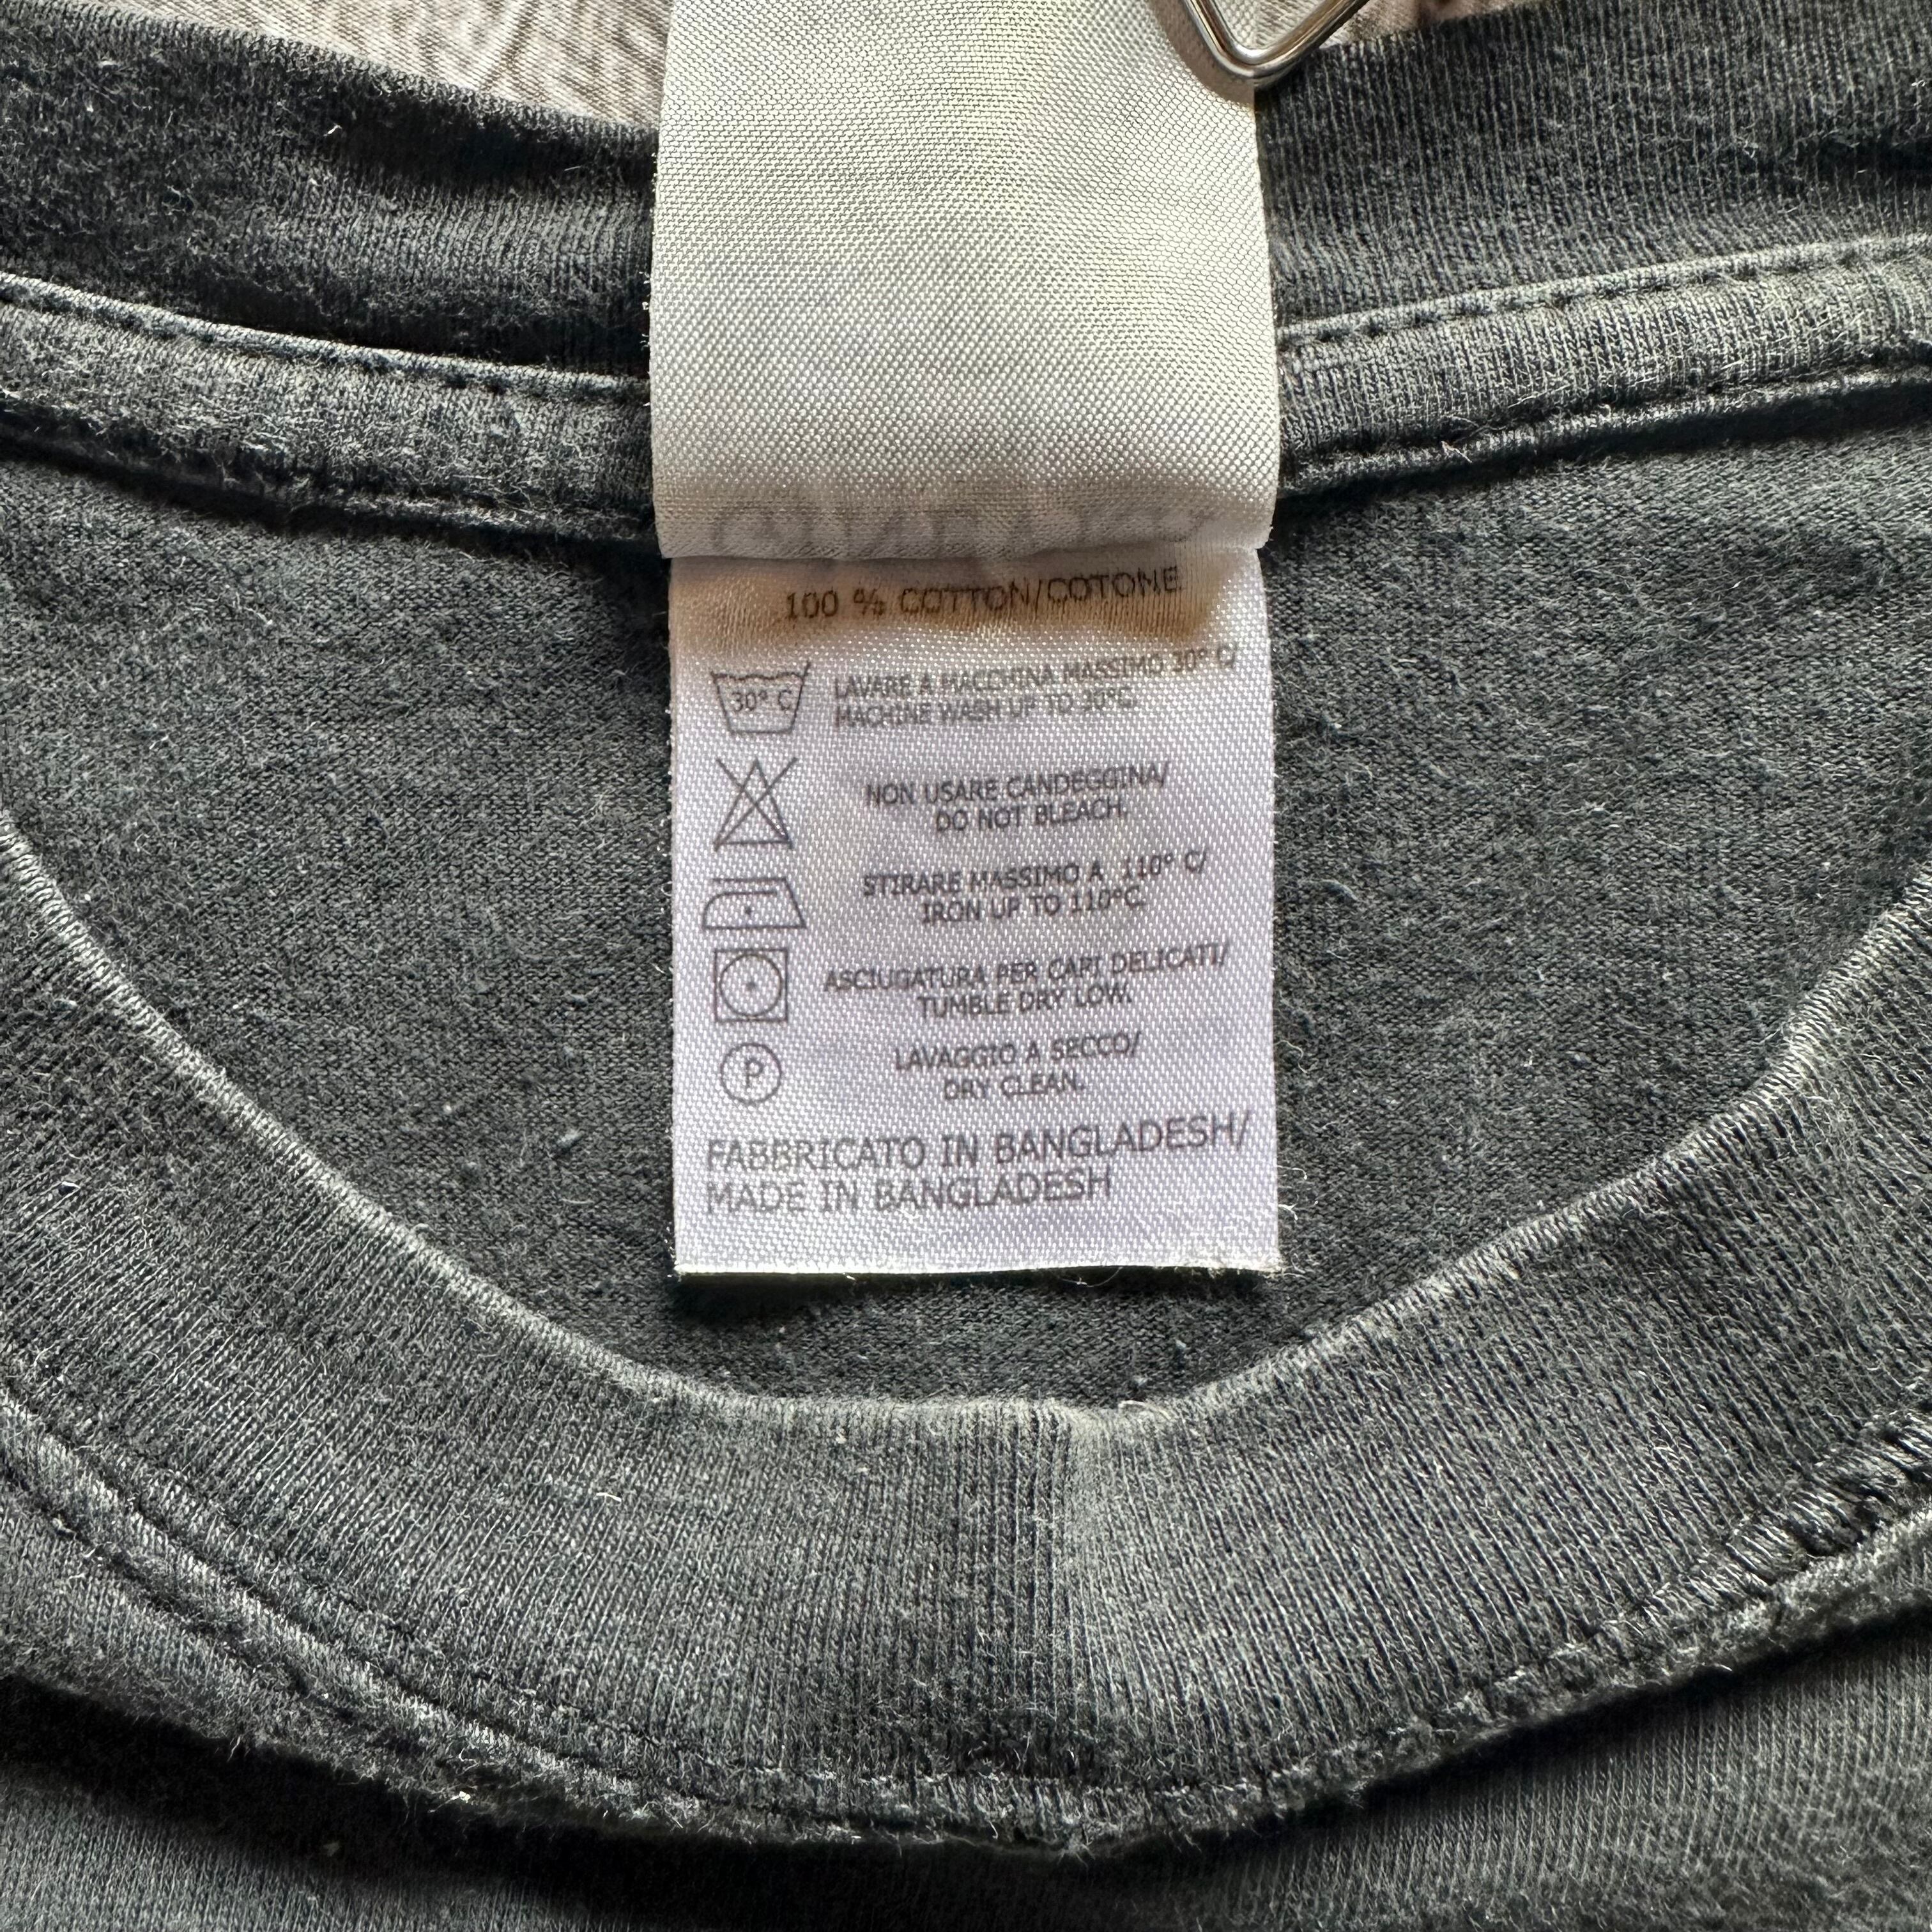 100 % COTTON/COTONE
30° C
LAVARE A MACCHINA MASSIMO 30° C/
MACHINE WASH UP TO 30°C.
NON USARE CANDEGGINA/
DO NOT BLEACH.
STIRARE MASSIMO A 110° C/
IRON UP TO 110°C.
ASCIUGATURA PER CAPI DELICATI/
TUMBLE DRY LOW.
P
LAVAGGIO A SECCO/
DRY CLEAN.
FABBRICATO IN BANGLADESH/
MADE IN BANGLADESH